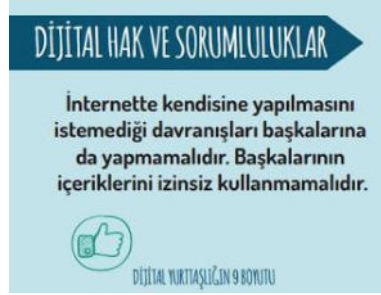 DİJİTAL HAK VE SORUMLULUKLAR
İnternette kendisine yapılmasını
istemediği davranışları başkalarına
da yapmamalıdır. Başkalarının
içeriklerini izinsiz kullanmamalıdır.
DİJİTAL YURTTAŞLIĞIN 9 BOYUTU